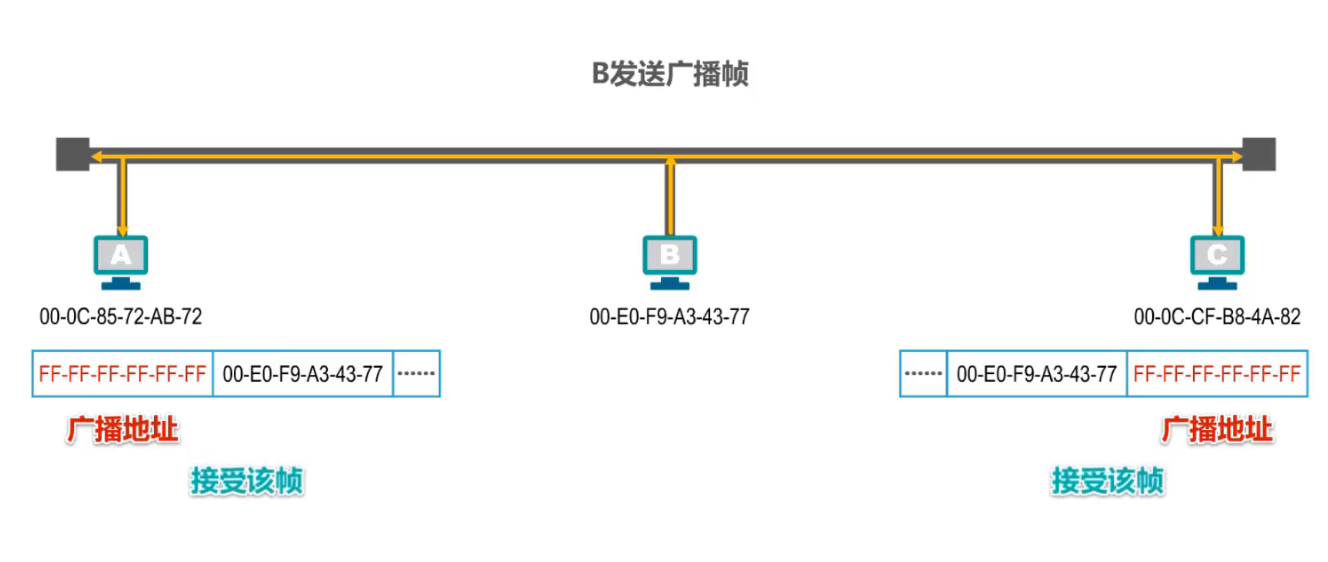 B发送广播帧
A
B
C
00-0C-85-72-AB-72
00-E0-F9-A3-43-77
00-0C-CF-B8-4A-82
FF-FF-FF-FF-FF-FF 00-E0-F9-A3-43-77 ······
······ 00-E0-F9-A3-43-77 FF-FF-FF-FF-FF-FF
广播地址
广播地址
接受该帧
接受该帧